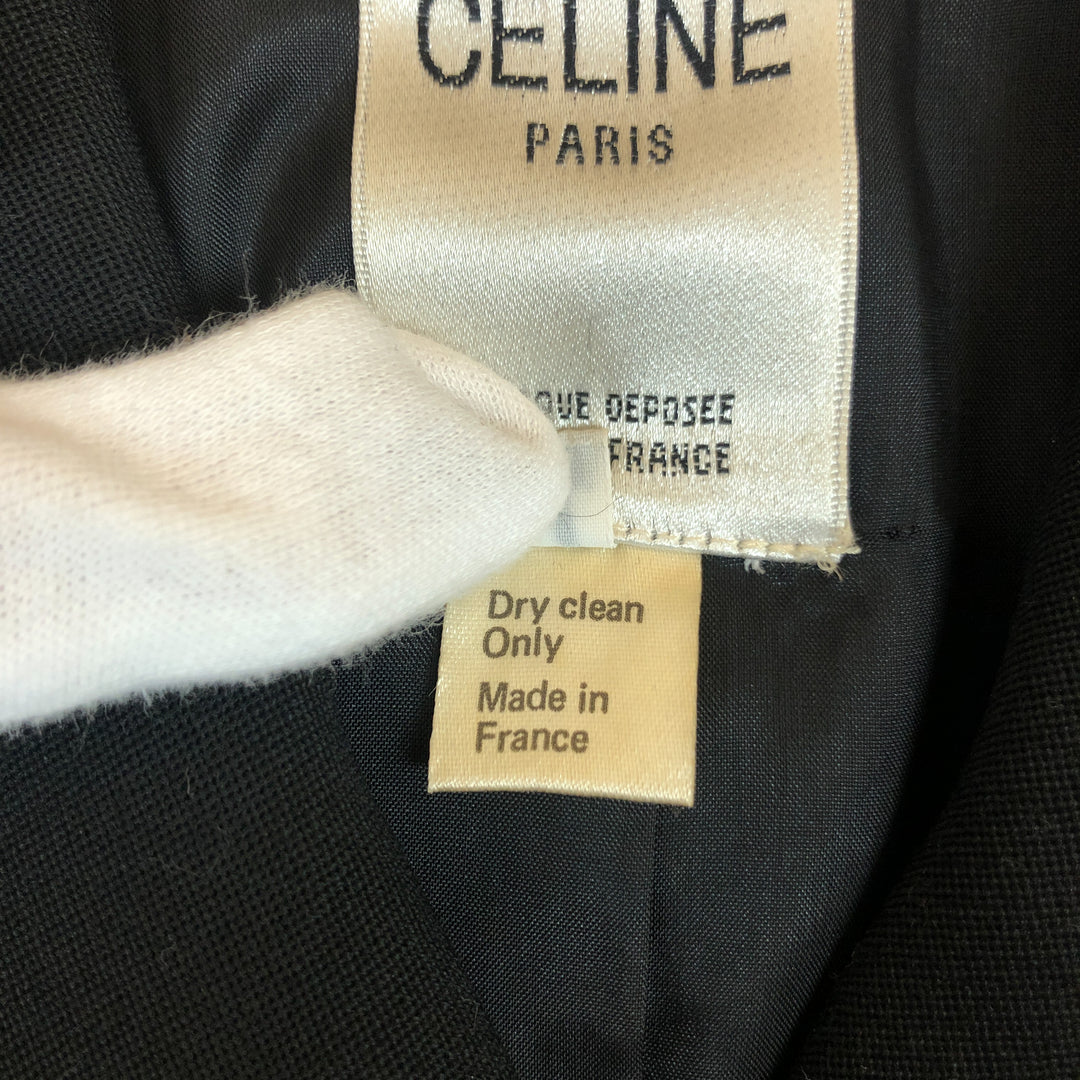 CELINE
PARIS
DEPOSEE
FRANCE
Dry clean
Only
Made in
France